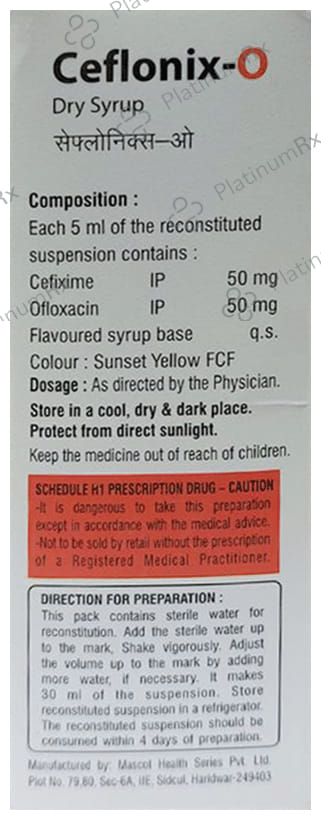 Ceflonix-O
Dry Syrup
सेफ्लोनिक्स-ओ
Composition :
Each 5 ml of the reconstituted
suspension contains :
Cefixime IP 50 mg
Ofloxacin IP 50 mg
Flavoured syrup base q.s.
Colour : Sunset Yellow FCF
Dosage : As directed by the Physician.
Store in a cool, dry & dark place.
Protect from direct sunlight.
Keep the medicine out of reach of children.
SCHEDULE H1 PRESCRIPTION DRUG – CAUTION
-It is dangerous to take this preparation
except in accordance with the medical advice.
-Not to be sold by retail without the prescription
of a Registered Medical Practitioner.
DIRECTION FOR PREPARATION :
This pack contains sterile water for
reconstitution. Add the sterile water up
to the mark, Shake vigorously. Adjust
the volume up to the mark by adding
more water, if necessary. It makes
30 ml of the suspension. Store
reconstituted suspension in a refrigerator.
The reconstituted suspension should be
consumed within 4 days of preparation.
Manufactured by: Mascot Health Series Pvt. Ltd.
Plot No. 79,80, Sec-6A, IIE, Sidcul, Haridwar-249403
PlatinumRx
PlatinumRx
PlatinumRx